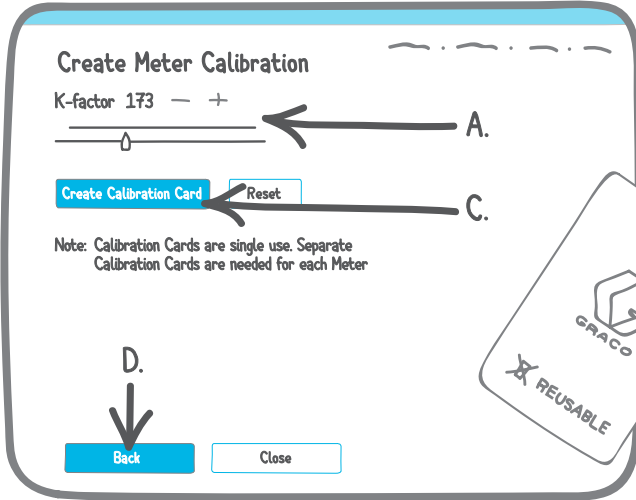 Create Meter Calibration
K-factor 173 — +
A.
Create Calibration Card
Reset
C.
Note: Calibration Cards are single use. Separate
Calibration Cards are needed for each Meter
GRACO
REUSABLE
D.
Back
Close